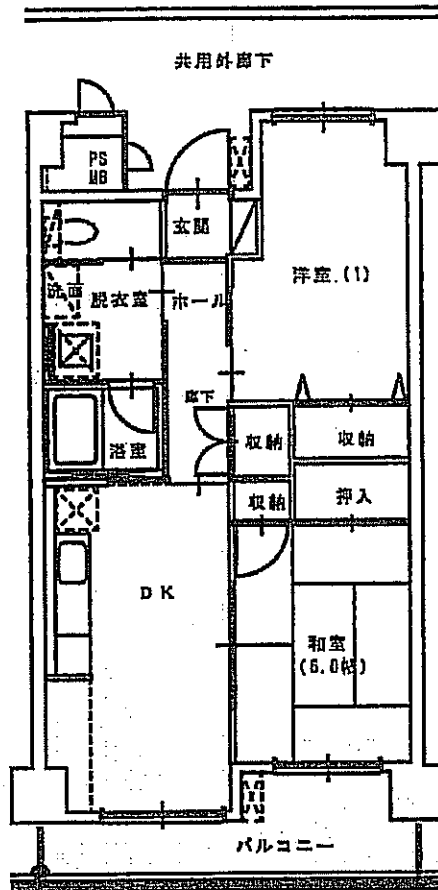 共用外廊下
PS
MB
玄関
洋室.(1)
洗面
脱衣室
ホール
廊下
浴室
収納
収納
収納
押入
DK
和室
(6.0帖)
バルコニー